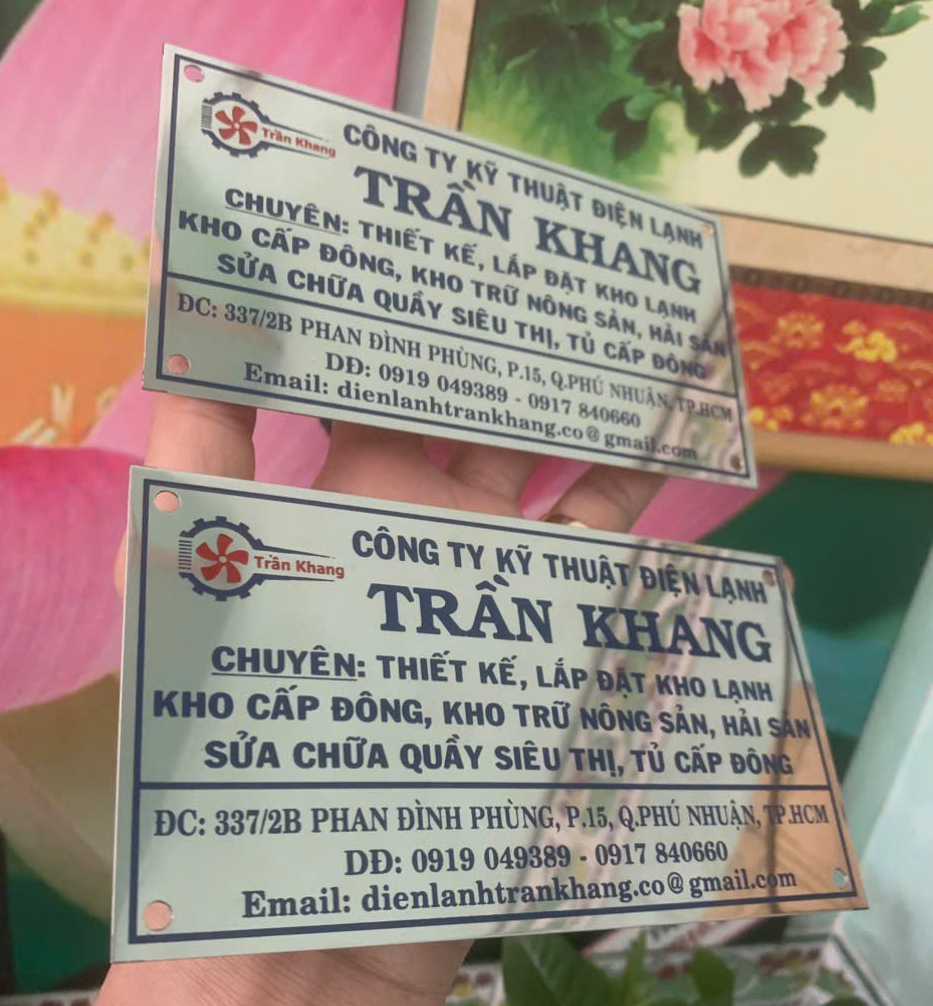 Trần Khang
CÔNG TY KỸ THUẬT ĐIỆN LẠNH
TRẦN KHANG
CHUYÊN: THIẾT KẾ, LẮP ĐẶT KHO LẠNH
KHO CẤP ĐÔNG, KHO TRỮ NÔNG SẢN, HẢI SẢN
SỬA CHỮA QUẦY SIÊU THỊ, TỦ CẤP ĐÔNG
ĐC: 337/2B PHAN ĐÌNH PHÙNG, P.15, Q.PHÚ NHUẬN, TP.HCM
DĐ: 0919 049389 - 0917 840660
Email: dienlanhtrankhang.co@gmail.com
Trần Khang
CÔNG TY KỸ THUẬT ĐIỆN LẠNH
TRẦN KHANG
CHUYÊN: THIẾT KẾ, LẮP ĐẶT KHO LẠNH
KHO CẤP ĐÔNG, KHO TRỮ NÔNG SẢN, HẢI SẢN
SỬA CHỮA QUẦY SIÊU THỊ, TỦ CẤP ĐÔNG
ĐC: 337/2B PHAN ĐÌNH PHÙNG, P.15, Q.PHÚ NHUẬN, TP.HCM
DĐ: 0919 049389 - 0917 840660
Email: dienlanhtrankhang.co@gmail.com